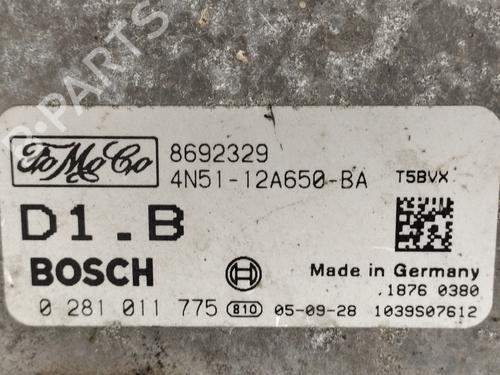 B-PARTS
FoMoCo 8692329
4N51-12A650-BA T5BVX
D1.B
BOSCH Made in Germany
.1876 0380
0 281 011 775 810 05-09-28 1039S07612